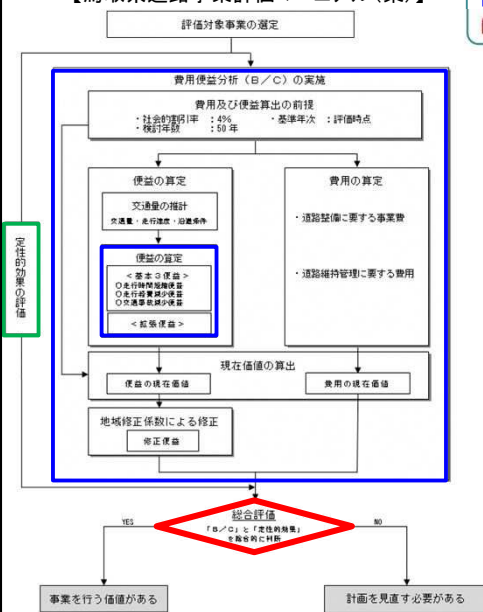 評価対象事業の選定
費用便益分析（B／C）の実施
費用及び便益算出の前提
・社会的割引率　：4%　　・基準年次　：評価時点
・検討年数　　　：50年
便益の算定
交通量の推計
交通量・走行速度・沿道条件
便益の算定
＜基本3便益＞
○走行時間短縮便益
○走行経費減少便益
○交通事故減少便益
＜拡張便益＞
費用の算定
・道路整備に要する事業費
・道路維持管理に要する費用
定性的効果の評価
現在価値の算出
便益の現在価値
費用の現在価値
地域修正係数による修正
修正便益
総合評価
「B／C」と「定性的効果」
を総合的に判断
YES
NO
事業を行う価値がある
計画を見直す必要がある